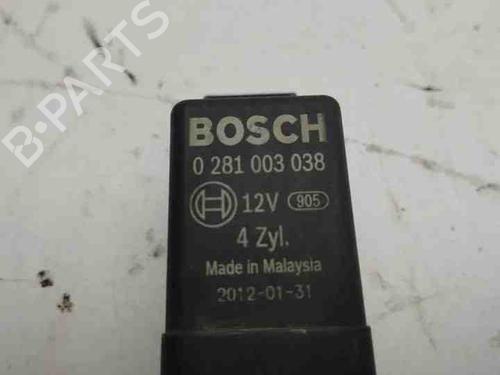 B-PARTS
BOSCH
0 281 003 038
12V 905
4 Zyl.
Made in Malaysia
2012-01-31